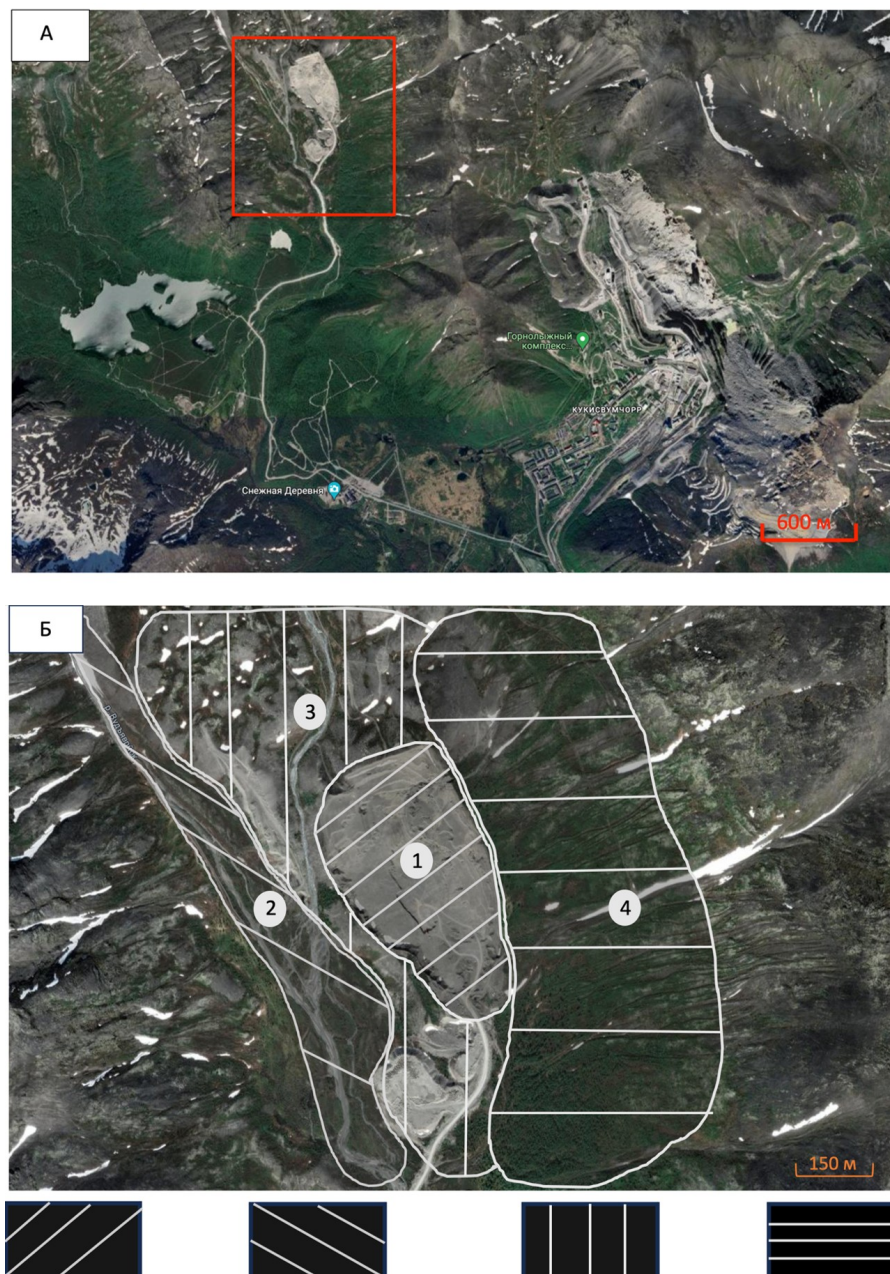 А
Горнолыжный
комплекс...
КУКИСВУМЧОРР
Снежная Деревня
600 м
Б
3
1
2
4
150 м